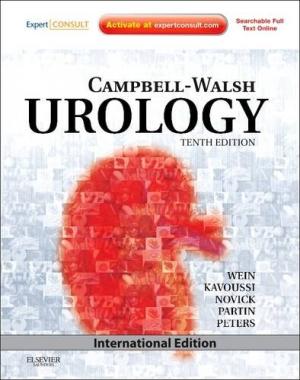 Expert CONSULT
Activate at expertconsult.com
Searchable Full
Text Online
CAMPBELL-WALSH
UROLOGY
TENTH EDITION
WEIN
KAVOUSSI
NOVICK
PARTIN
PETERS
ELSEVIER
SAUNDERS
International Edition